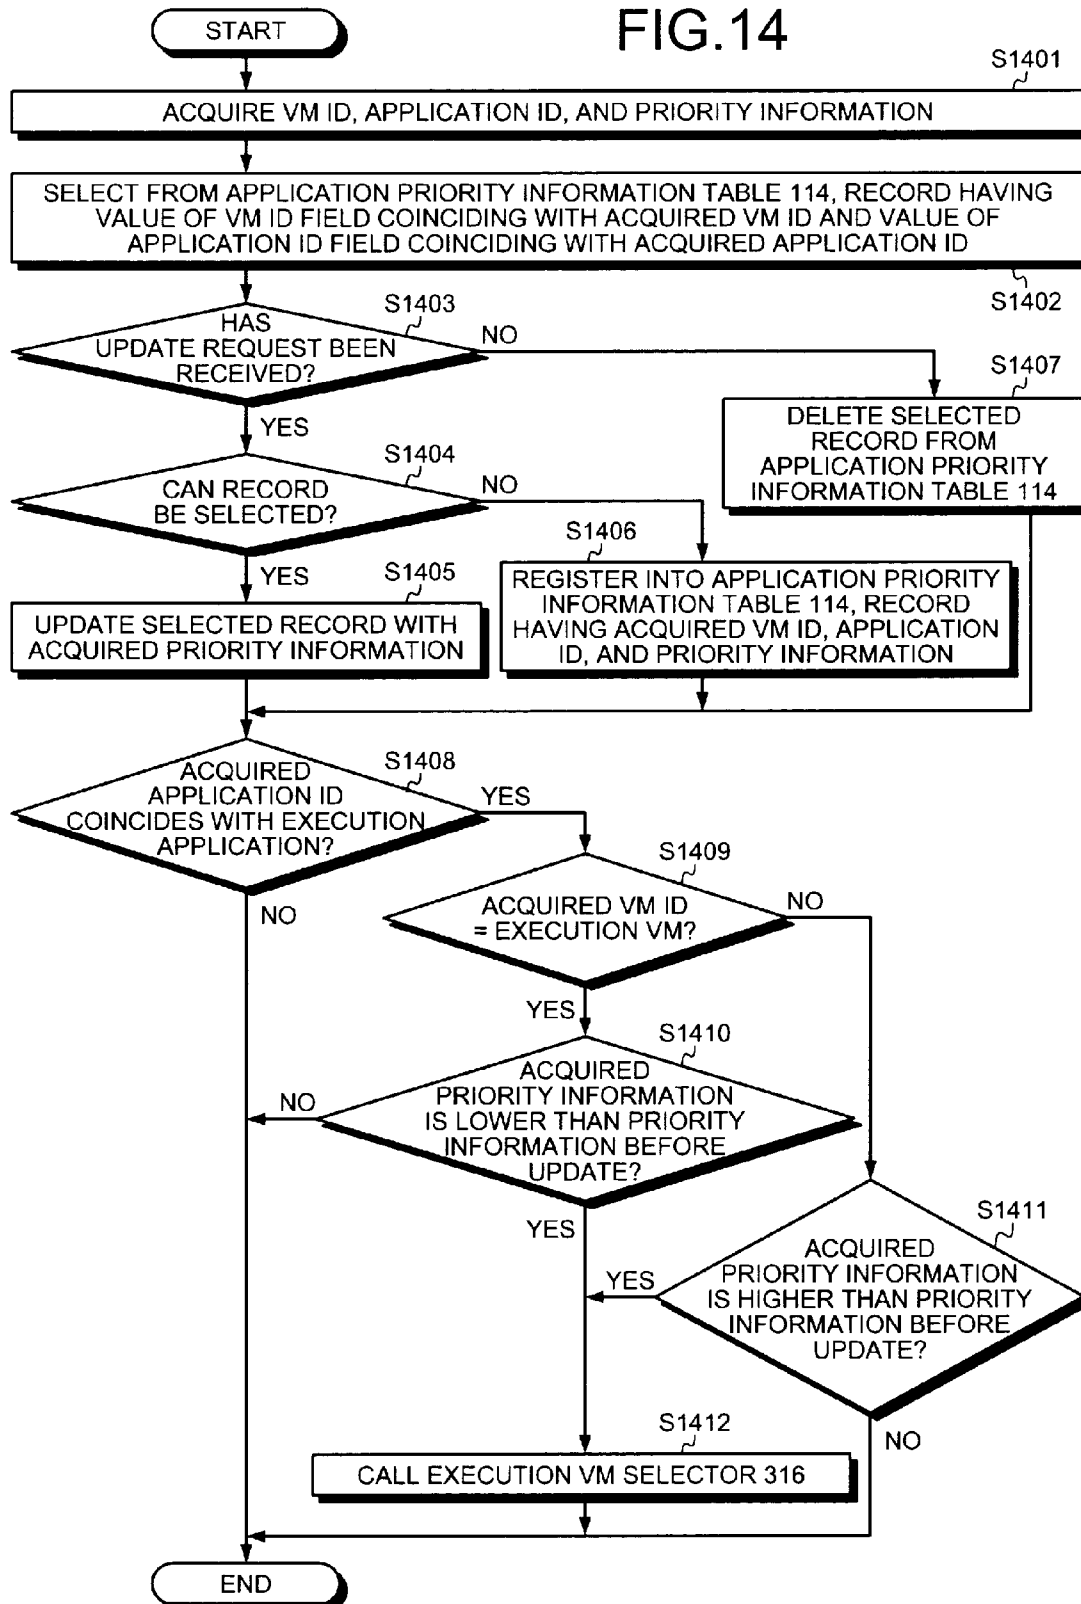 FIG.14
START
S1401
ACQUIRE VM ID, APPLICATION ID, AND PRIORITY INFORMATION
SELECT FROM APPLICATION PRIORITY INFORMATION TABLE 114, RECORD HAVING
VALUE OF VM ID FIELD COINCIDING WITH ACQUIRED VM ID AND VALUE OF
APPLICATION ID FIELD COINCIDING WITH ACQUIRED APPLICATION ID
S1402
S1403
HAS
UPDATE REQUEST BEEN
RECEIVED?
NO
YES
S1407
DELETE SELECTED
RECORD FROM
APPLICATION PRIORITY
INFORMATION TABLE 114
S1404
CAN RECORD
BE SELECTED?
NO
YES
S1405
UPDATE SELECTED RECORD WITH
ACQUIRED PRIORITY INFORMATION
S1406
REGISTER INTO APPLICATION PRIORITY
INFORMATION TABLE 114, RECORD
HAVING ACQUIRED VM ID, APPLICATION
ID, AND PRIORITY INFORMATION
S1408
ACQUIRED
APPLICATION ID
COINCIDES WITH EXECUTION
APPLICATION?
YES
NO
S1409
ACQUIRED VM ID
= EXECUTION VM?
NO
YES
S1410
ACQUIRED
PRIORITY INFORMATION
IS LOWER THAN PRIORITY
INFORMATION BEFORE
UPDATE?
NO
YES
S1411
ACQUIRED
PRIORITY INFORMATION
IS HIGHER THAN PRIORITY
INFORMATION BEFORE
UPDATE?
YES
NO
S1412
CALL EXECUTION VM SELECTOR 316
END